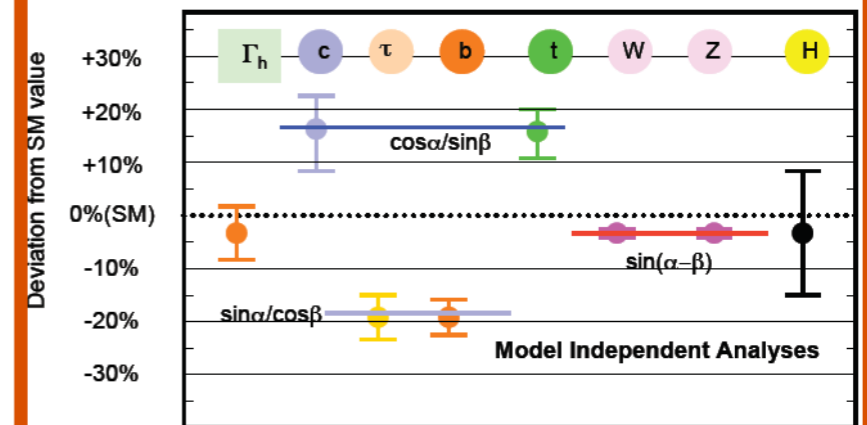 Deviation from SM value
+30%
+20%
+10%
0%(SM)
-10%
-20%
-30%
Γh c τ b t W Z H
cosα/sinβ
sin(α−β)
sinα/cosβ
Model Independent Analyses